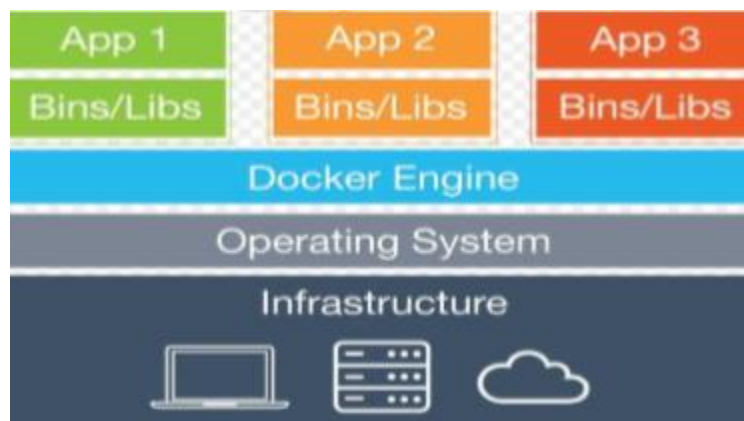 App 1 App 2 App 3
Bins/Libs Bins/Libs Bins/Libs
Docker Engine
Operating System
Infrastructure